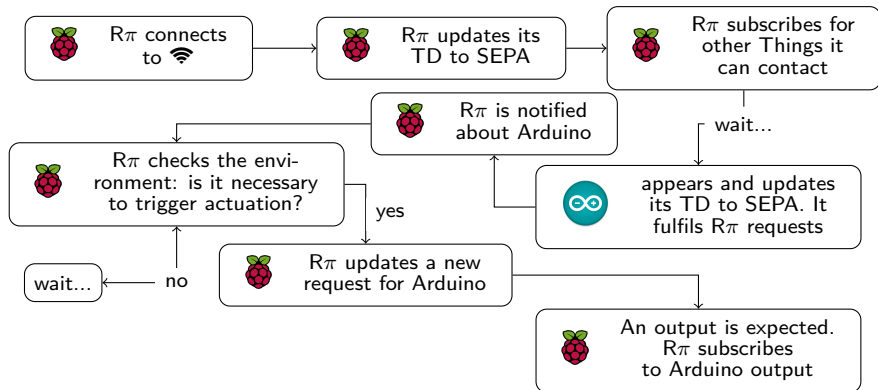 Rπ connects
to
Rπ updates its
TD to SEPA
Rπ subscribes for
other Things it
can contact
wait...
Rπ is notified
about Arduino
appears and updates
its TD to SEPA. It
fulfils Rπ requests
Rπ checks the envi-
ronment: is it necessary
to trigger actuation?
yes
no
wait...
Rπ updates a new
request for Arduino
An output is expected.
Rπ subscribes
to Arduino output